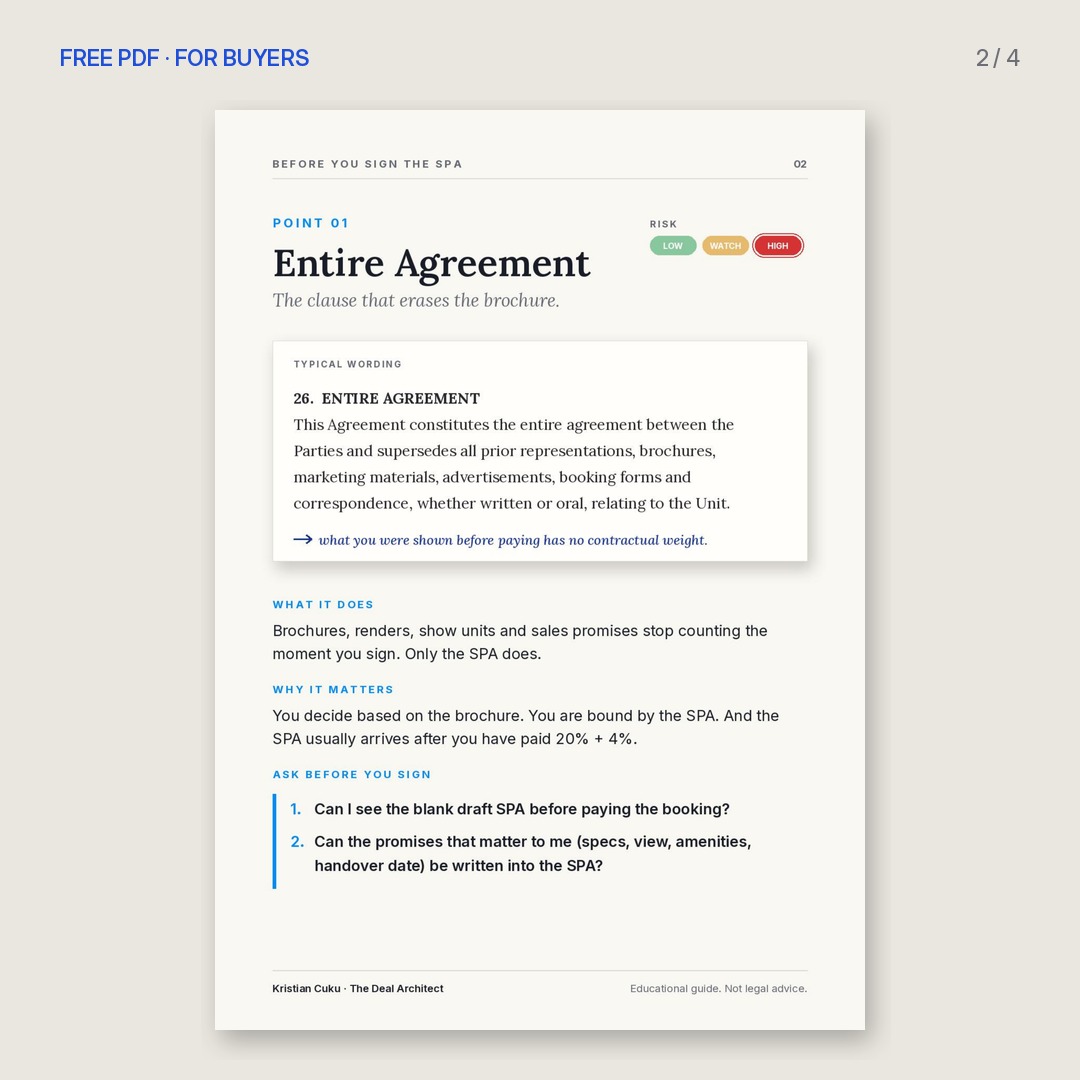 FREE PDF · FOR BUYERS
2 / 4
BEFORE YOU SIGN THE SPA
02
POINT 01
RISK
LOW
WATCH
HIGH
Entire Agreement
The clause that erases the brochure.
TYPICAL WORDING
26. ENTIRE AGREEMENT
This Agreement constitutes the entire agreement between the
Parties and supersedes all prior representations, brochures,
marketing materials, advertisements, booking forms and
correspondence, whether written or oral, relating to the Unit.
→ what you were shown before paying has no contractual weight.
WHAT IT DOES
Brochures, renders, show units and sales promises stop counting the
moment you sign. Only the SPA does.
WHY IT MATTERS
You decide based on the brochure. You are bound by the SPA. And the
SPA usually arrives after you have paid 20% + 4%.
ASK BEFORE YOU SIGN
1. Can I see the blank draft SPA before paying the booking?
2. Can the promises that matter to me (specs, view, amenities,
handover date) be written into the SPA?
Kristian Cuku · The Deal Architect
Educational guide. Not legal advice.